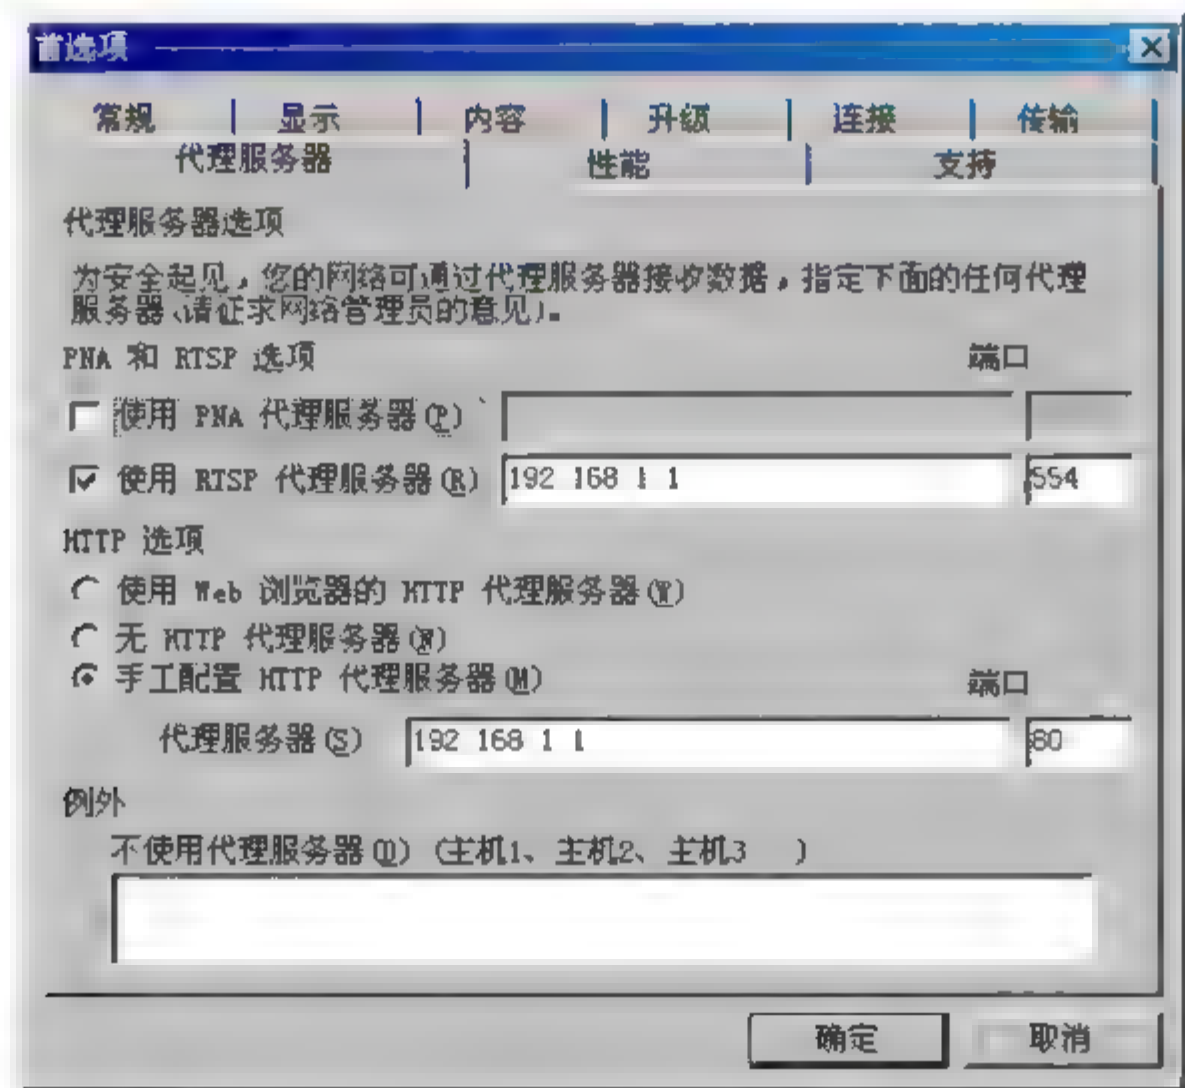 首选项
常规 显示 内容 升级 连接 传输
代理服务器 性能 支持
代理服务器选项
为安全起见，您的网络可通过代理服务器接收数据，指定下面的任何代理
服务器(请征求网络管理员的意见)。
PNA 和 RTSP 选项 端口
使用 PNA 代理服务器(P)
使用 RTSP 代理服务器(R) 192 168 1 1 554
HTTP 选项
使用 Web 浏览器的 HTTP 代理服务器(W)
无 HTTP 代理服务器(N)
手工配置 HTTP 代理服务器(M) 端口
代理服务器(S) 192 168 1 1 80
例外
不使用代理服务器(D) (主机1、主机2、主机3 )
确定 取消